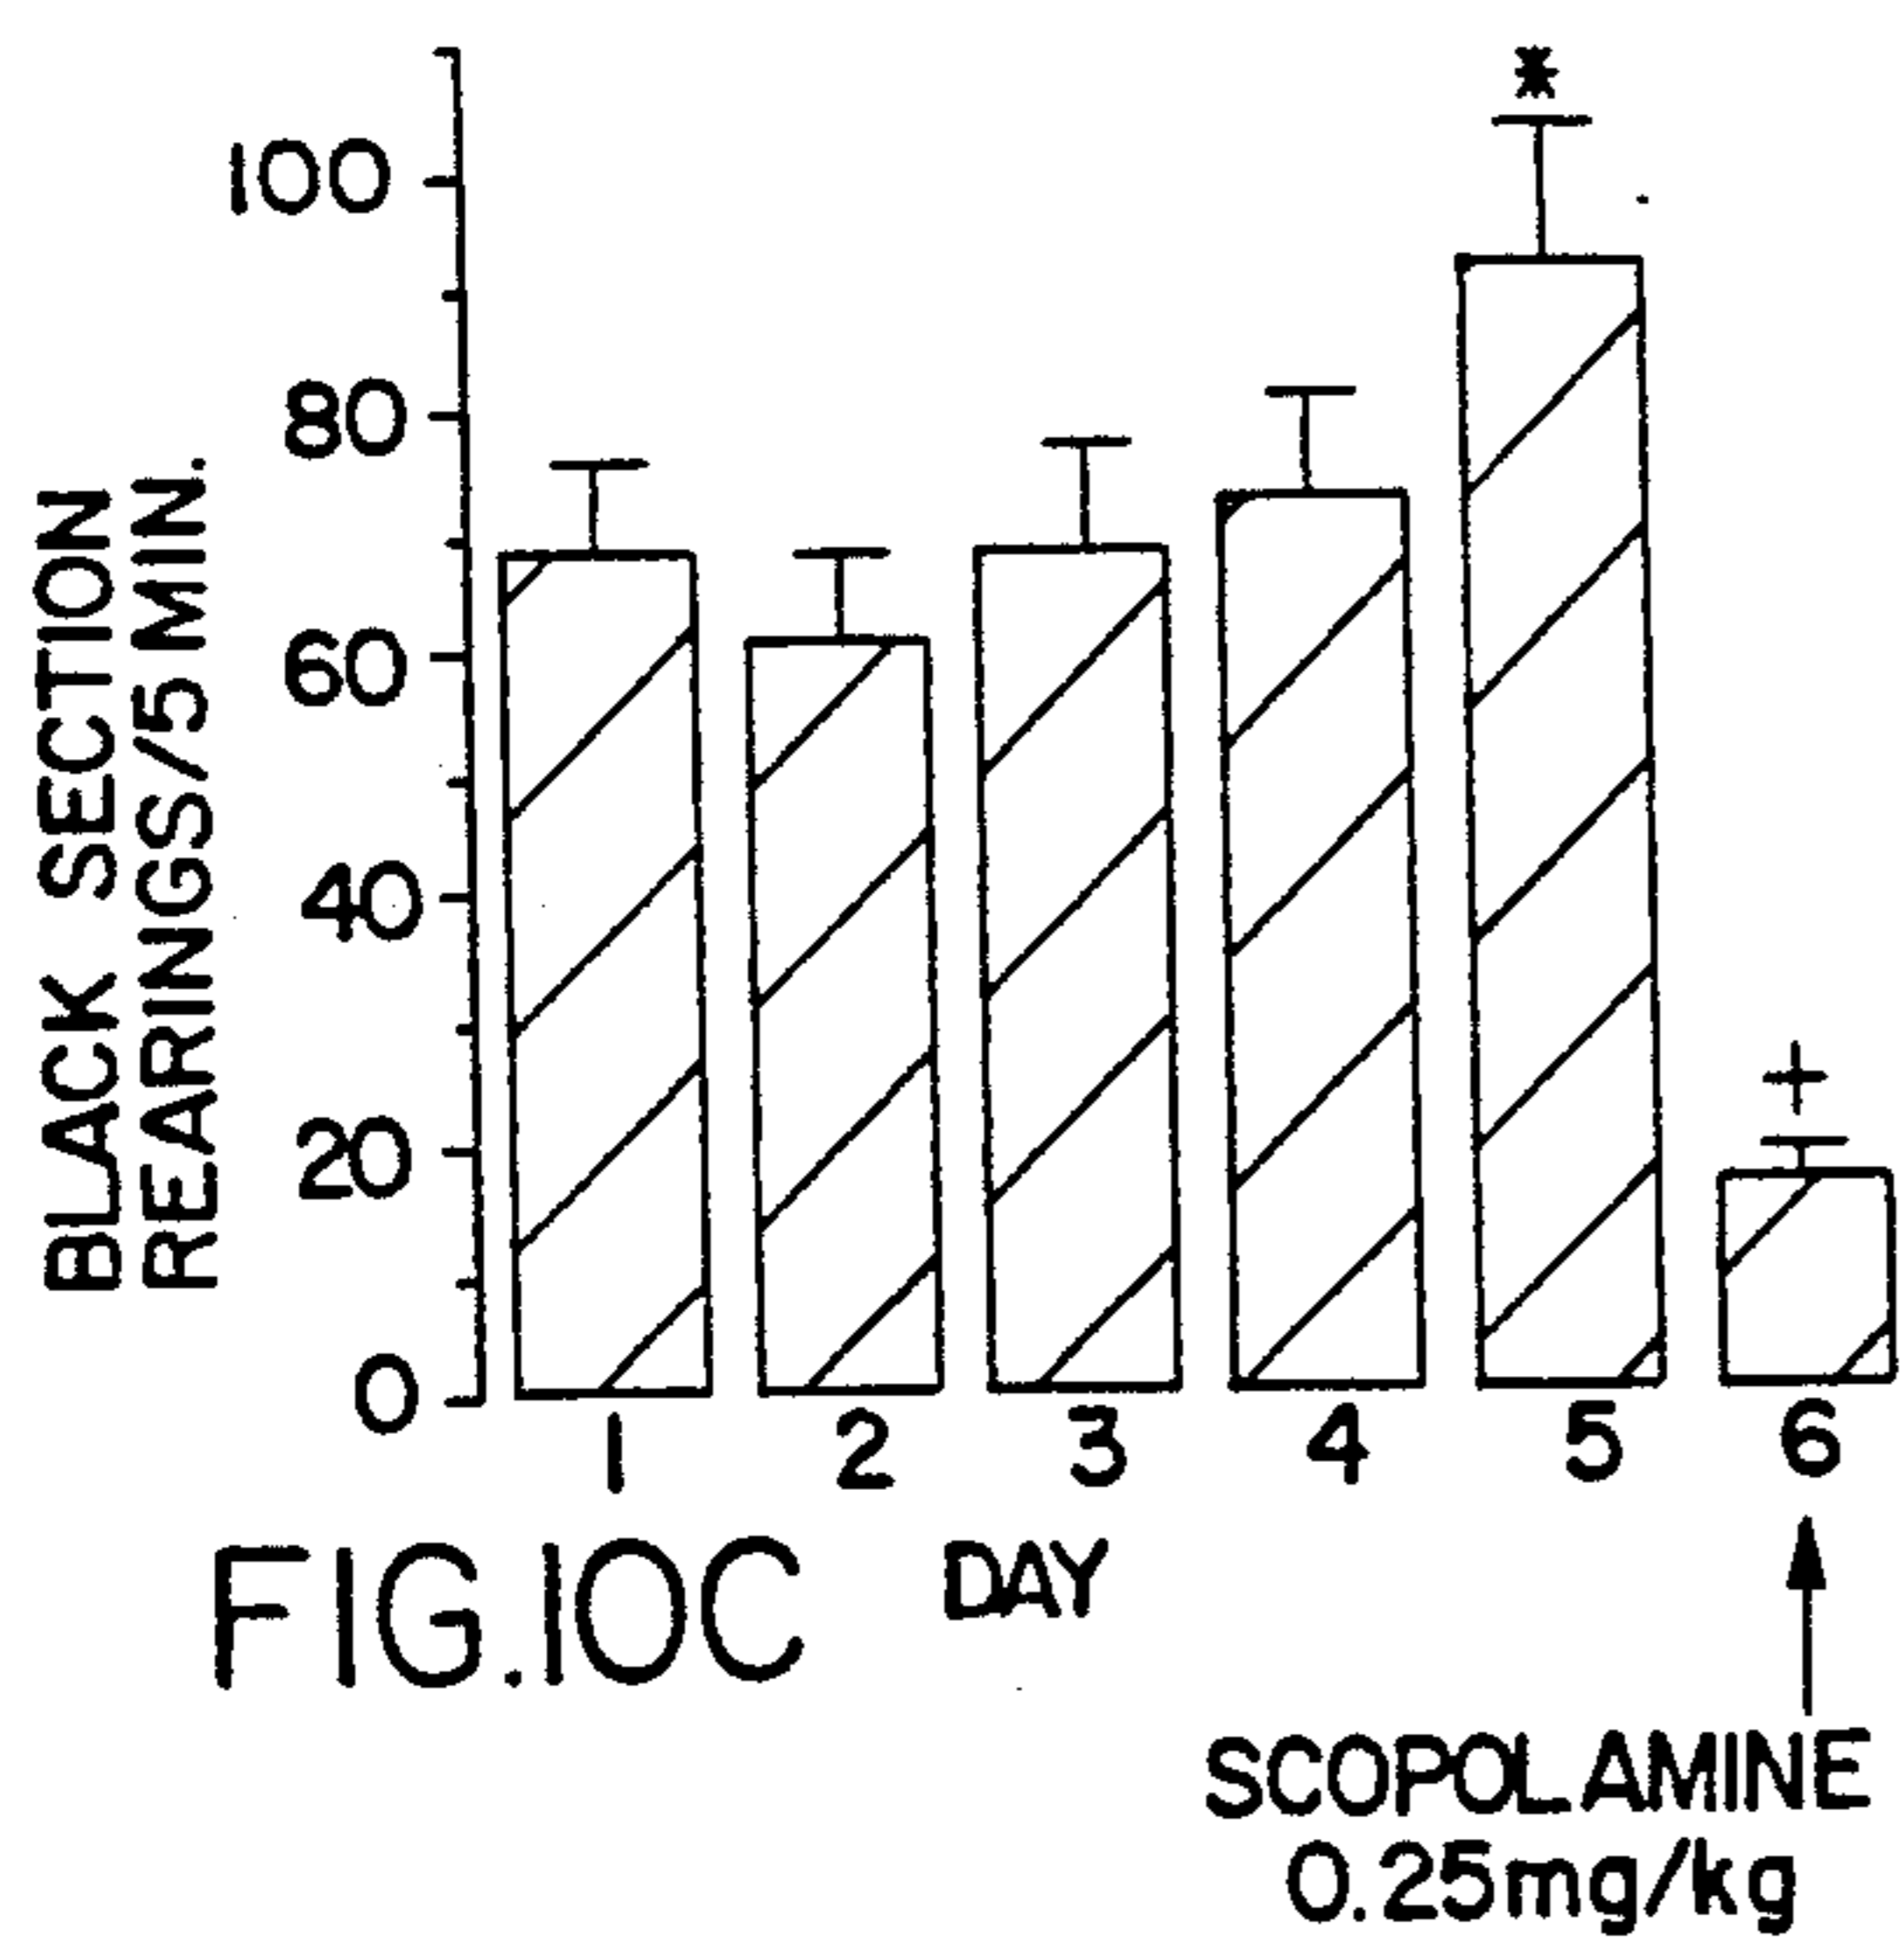 BLACK SECTION
REARINGS/5 MIN.
100
80
60
40
20
0
*
+
1 2 3 4 5 6
FIG.10C DAY
SCOPOLAMINE
0.25mg/kg